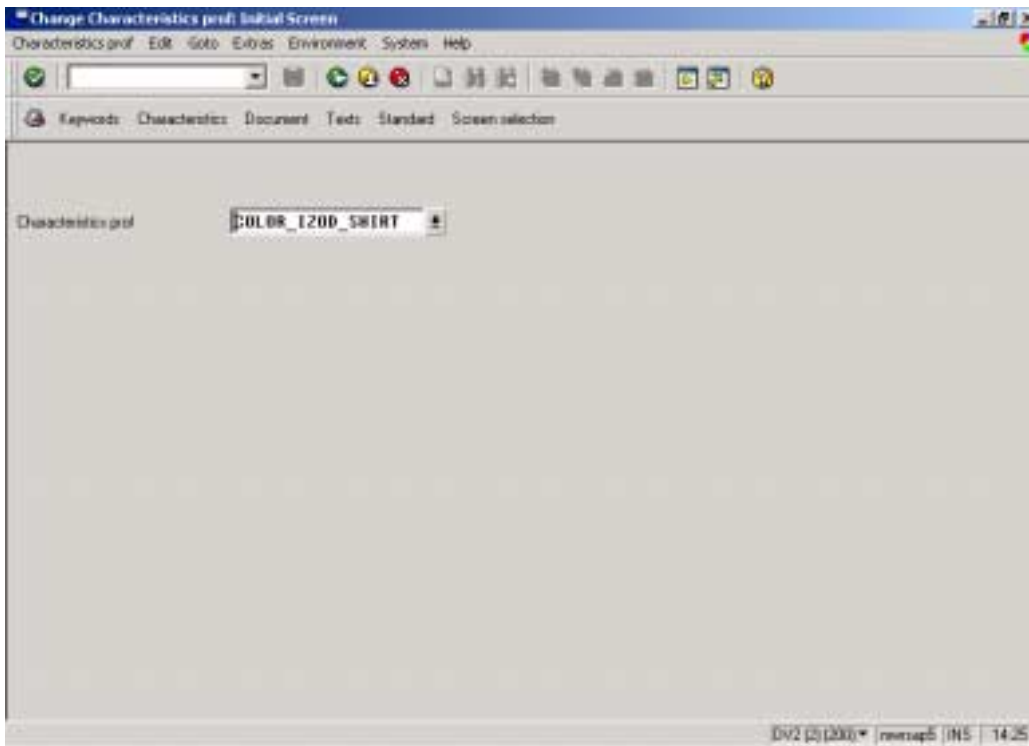 Change Characteristics prof: Initial Screen
Characteristics prof Edit Goto Extras Environment System Help
Keywords Characteristics Document Texts Standard Screen selection
Characteristics prof COLOR_IZOD_SHIRT
DV2 (2) (200) INS 14:25